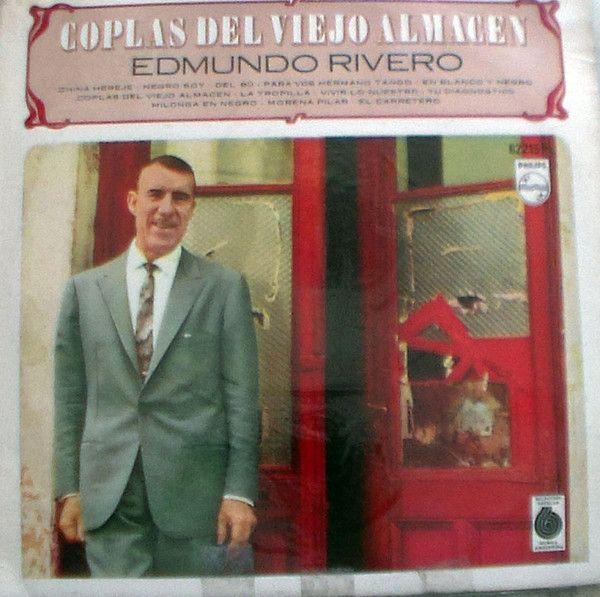 COPLAS DEL VIEJO ALMACEN
EDMUNDO RIVERO
CHINA HEREJE · NEGRO SOY · DEL 80 · PARA VOS HERMANO TANGO · EN BLANCO Y NEGRO
COPLAS DEL VIEJO ALMACEN · LA TROPILLA · VIVIR LO NUESTRO · TU DIAGNOSTICO
MILONGA EN NEGRO · MORENA PILAR · EL CARRETERO
PHILIPS